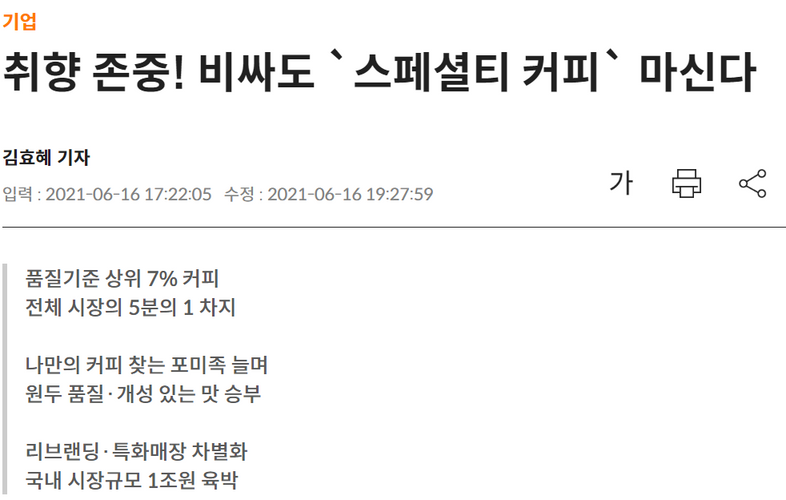 기업
취향 존중! 비싸도 `스페셜티 커피` 마신다
김효혜 기자
입력 : 2021-06-16 17:22:05 수정 : 2021-06-16 19:27:59
가
품질기준 상위 7% 커피
전체 시장의 5분의 1 차지
나만의 커피 찾는 포미족 늘며
원두 품질·개성 있는 맛 승부
리브랜딩·특화매장 차별화
국내 시장규모 1조원 육박